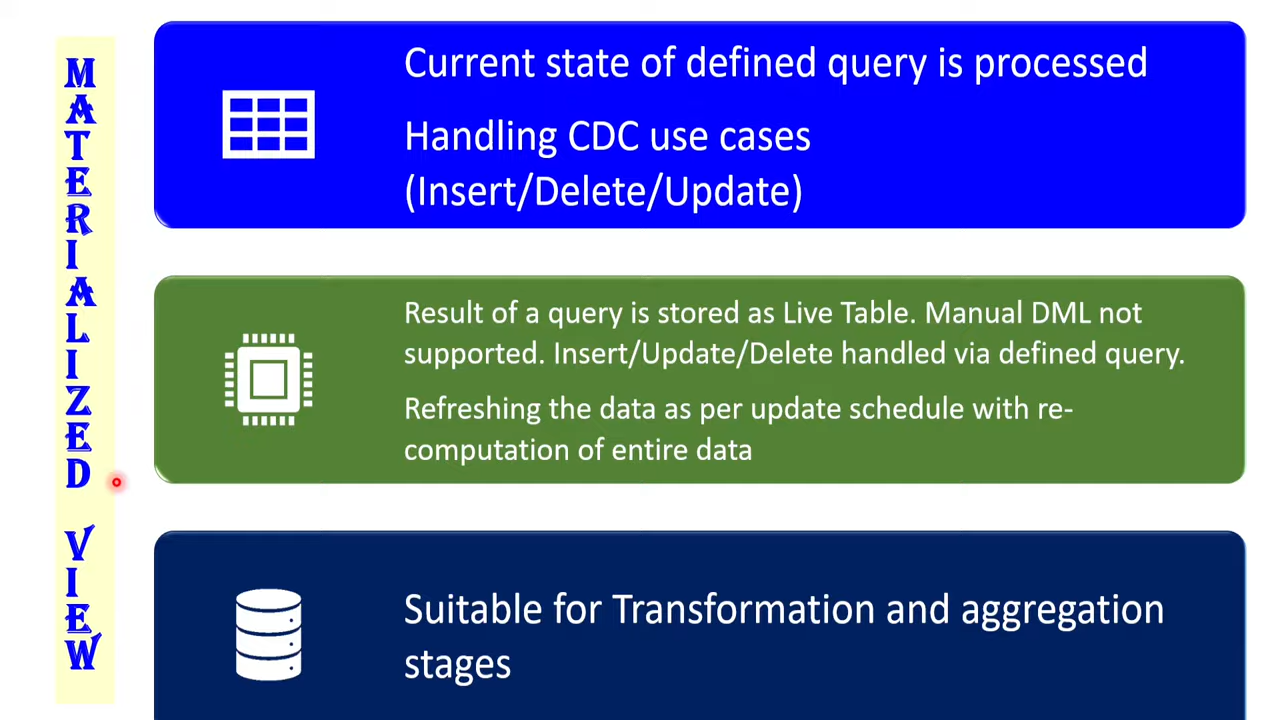 MATERIALIZED VIEW
Current state of defined query is processed
Handling CDC use cases
(Insert/Delete/Update)
Result of a query is stored as Live Table. Manual DML not
supported. Insert/Update/Delete handled via defined query.
Refreshing the data as per update schedule with re-
computation of entire data
Suitable for Transformation and aggregation
stages